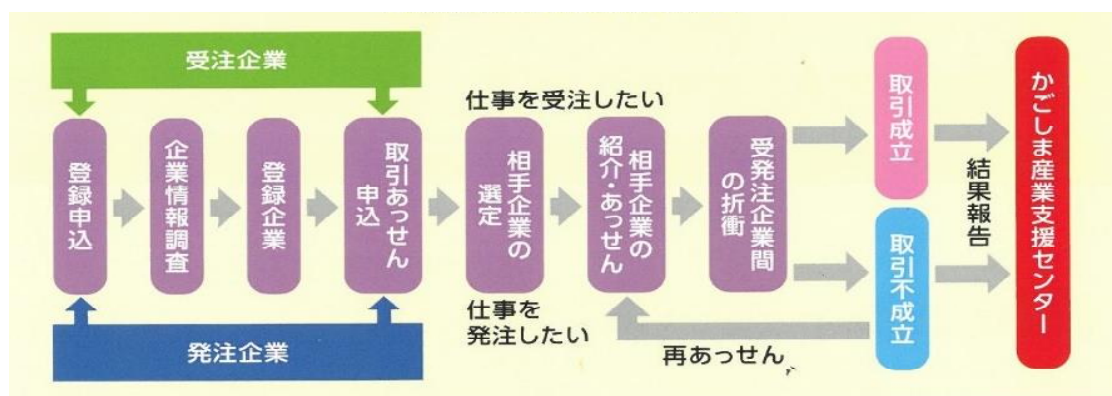 受注企業
登録申込
企業情報調査
登録企業
取引あっせん
申込
仕事を受注したい
相手企業の
選定
仕事を
発注したい
相手企業の
紹介・あっせん
受発注企業間
の折衝
取引成立
取引不成立
再あっせん
結果報告
かごしま産業支援センター
発注企業